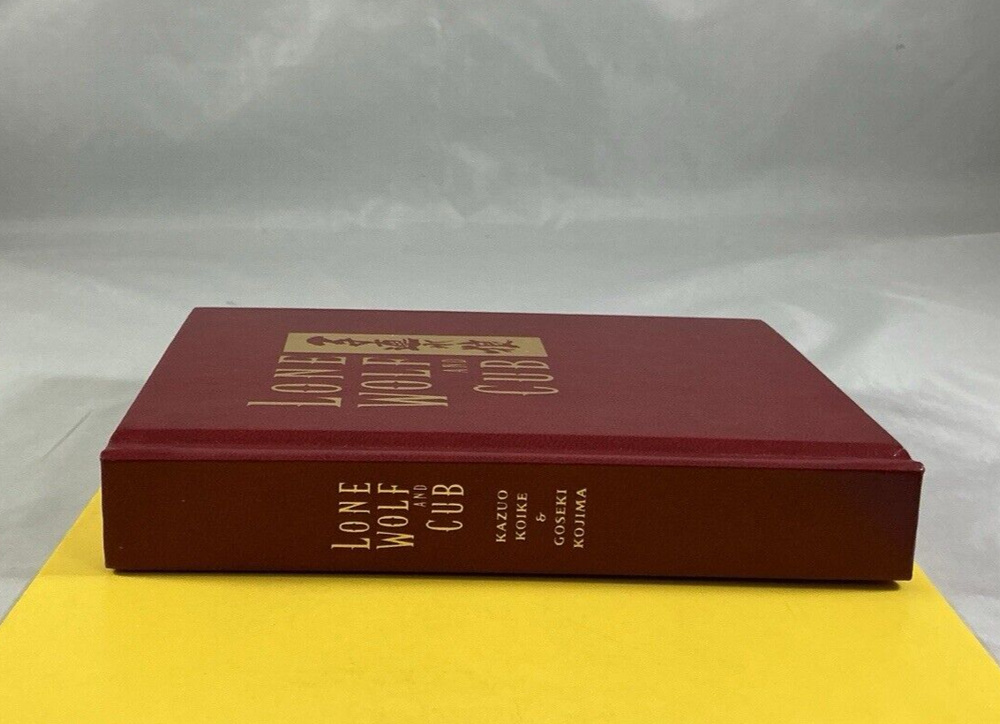 LONE
WOLF
AND
CUB
LONE
WOLF
AND
CUB
KAZUO
KOIKE
&
GOSEKI
KOJIMA